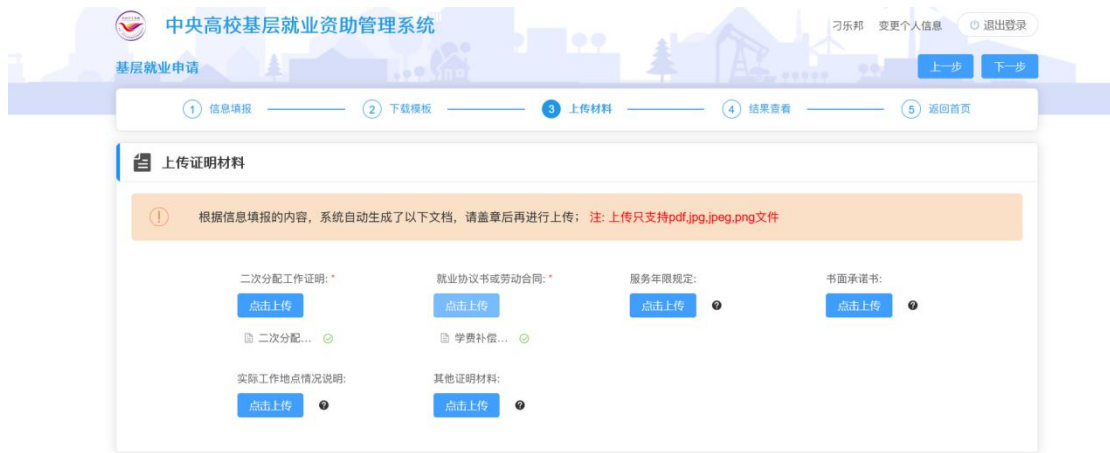 中央高校基层就业资助管理系统
刁乐邦 变更个人信息 退出登录
基层就业申请
上一步 下一步
1 信息填报 2 下载模板 3 上传材料 4 结果查看 5 返回首页
上传证明材料
根据信息填报的内容，系统自动生成了以下文档，请盖章后再进行上传； 注: 上传只支持pdf,jpg,jpeg,png文件
二次分配工作证明: * 就业协议书或劳动合同: * 服务年限规定: 书面承诺书:
点击上传 点击上传 点击上传 ? 点击上传 ?
二次分配... 学费补偿...
实际工作地点情况说明: 其他证明材料:
点击上传 ? 点击上传 ?